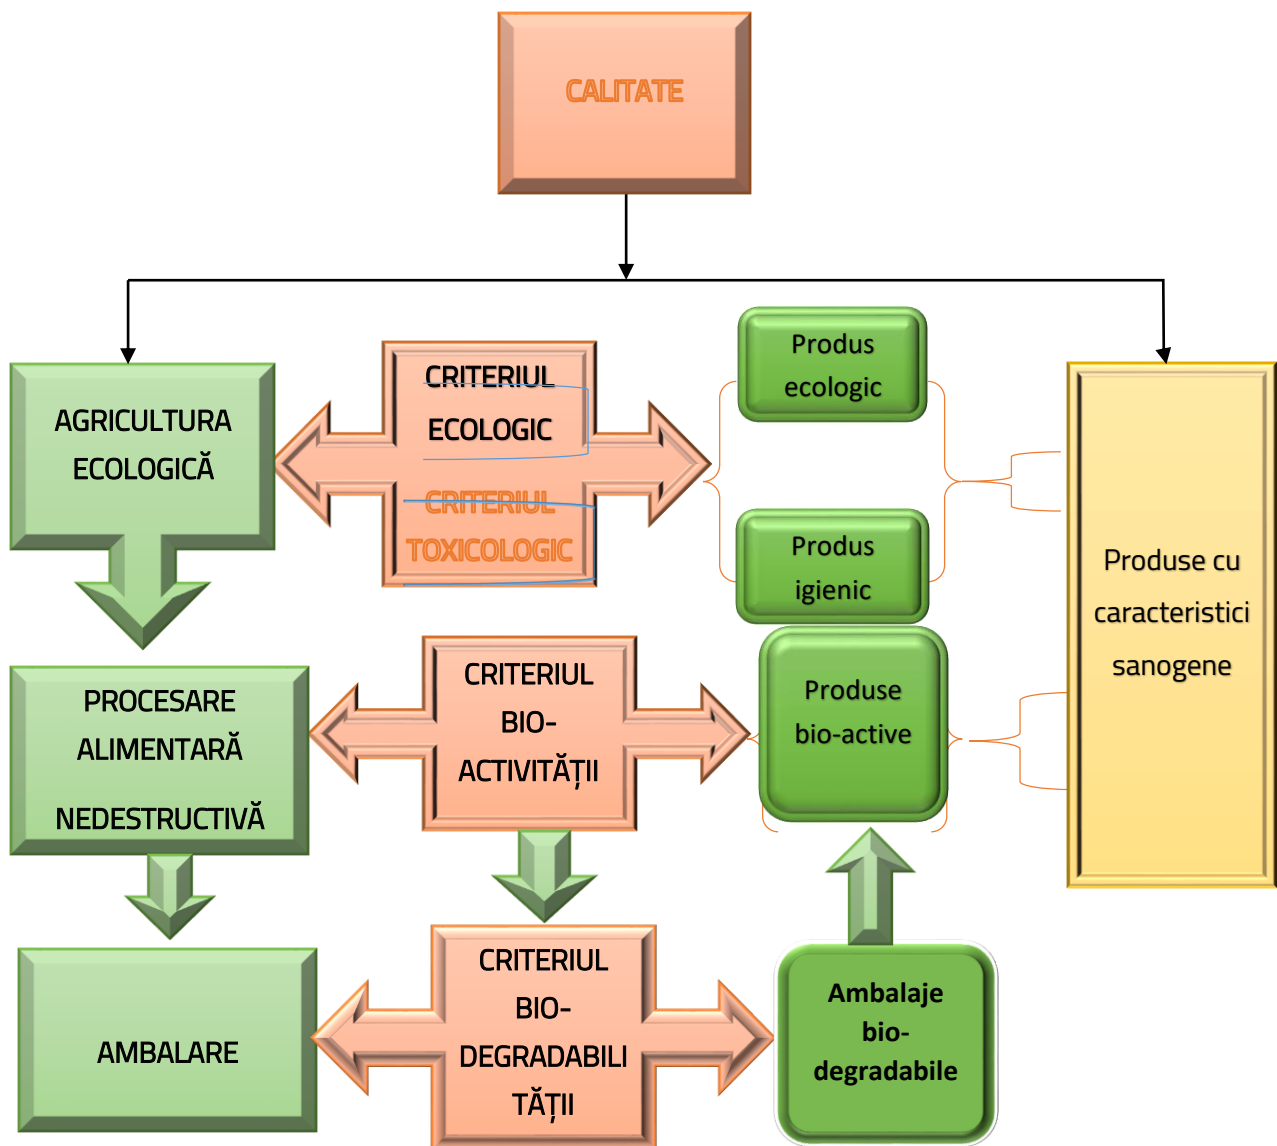 CALITATE
AGRICULTURA
ECOLOGICĂ
CRITERIUL
ECOLOGIC
CRITERIUL
TOXICOLOGIC
Produs
ecologic
Produs
igienic
Produse cu
caracteristici
sanogene
PROCESARE
ALIMENTARĂ
NEDESTRUCTIVĂ
CRITERIUL
BIO-
ACTIVITĂȚII
Produse
bio-active
AMBALARE
CRITERIUL
BIO-
DEGRADABILI
TĂȚII
Ambalaje
bio-
degradabile